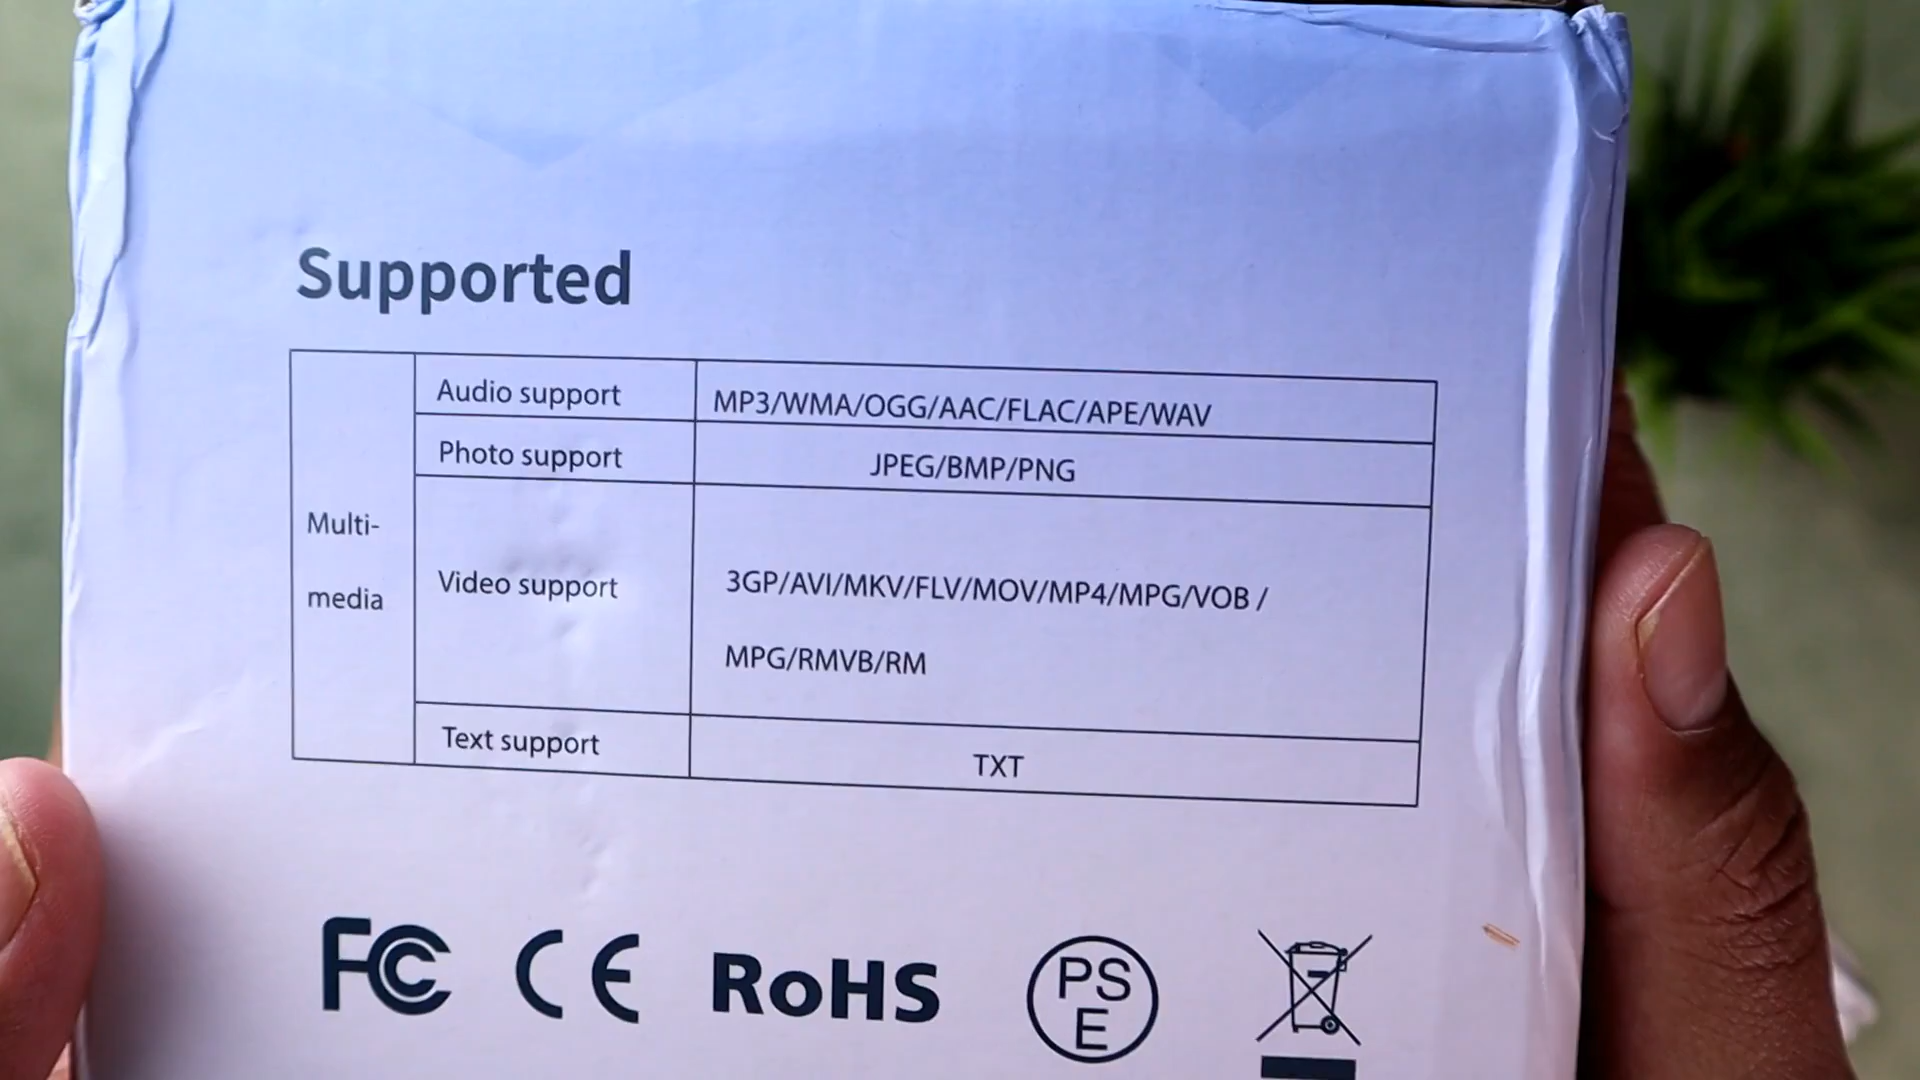 Supported
Multi-
media
Audio support
MP3/WMA/OGG/AAC/FLAC/APE/WAV
Photo support
JPEG/BMP/PNG
Video support
3GP/AVI/MKV/FLV/MOV/MP4/MPG/VOB /
MPG/RMVB/RM
Text support
TXT
FC CE RoHS PS
E